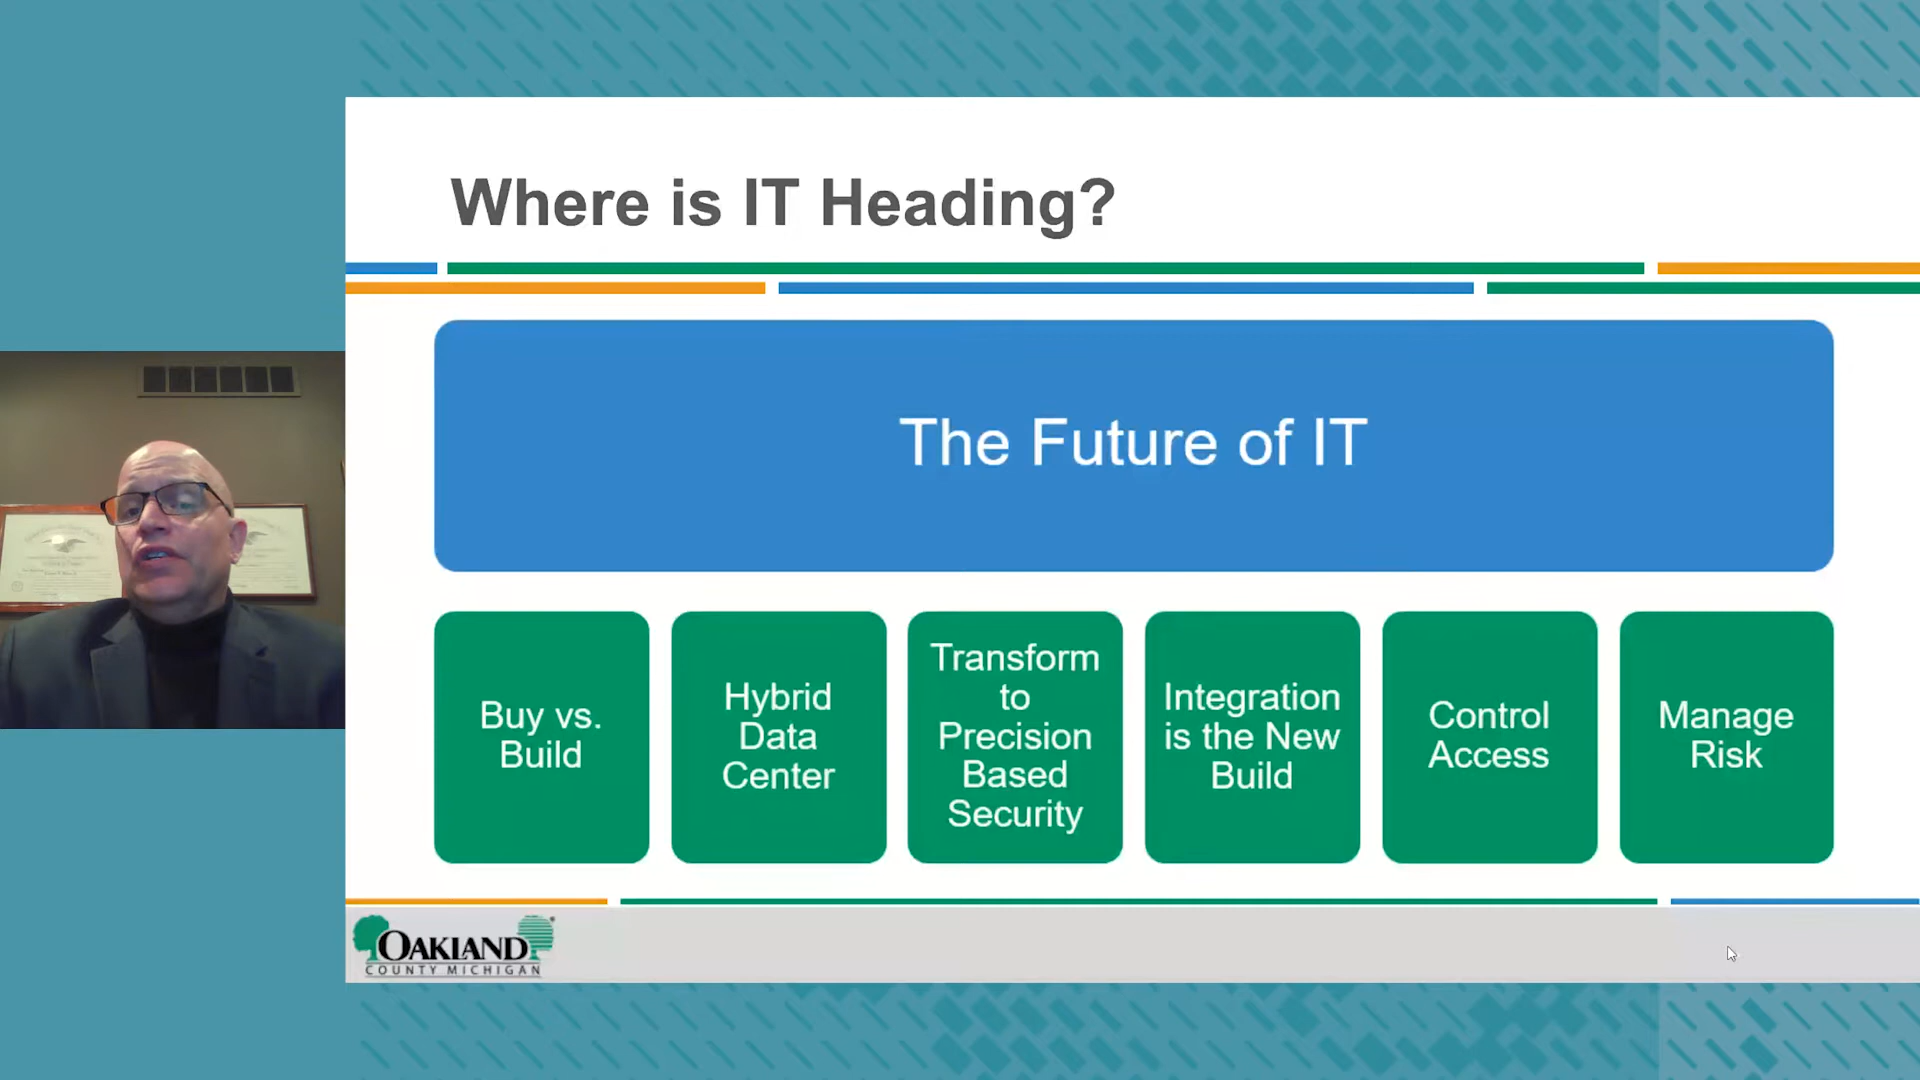 Where is IT Heading?
The Future of IT
Buy vs.
Build
Hybrid
Data
Center
Transform
to
Precision
Based
Security
Integration
is the New
Build
Control
Access
Manage
Risk
OAKLAND
COUNTY MICHIGAN